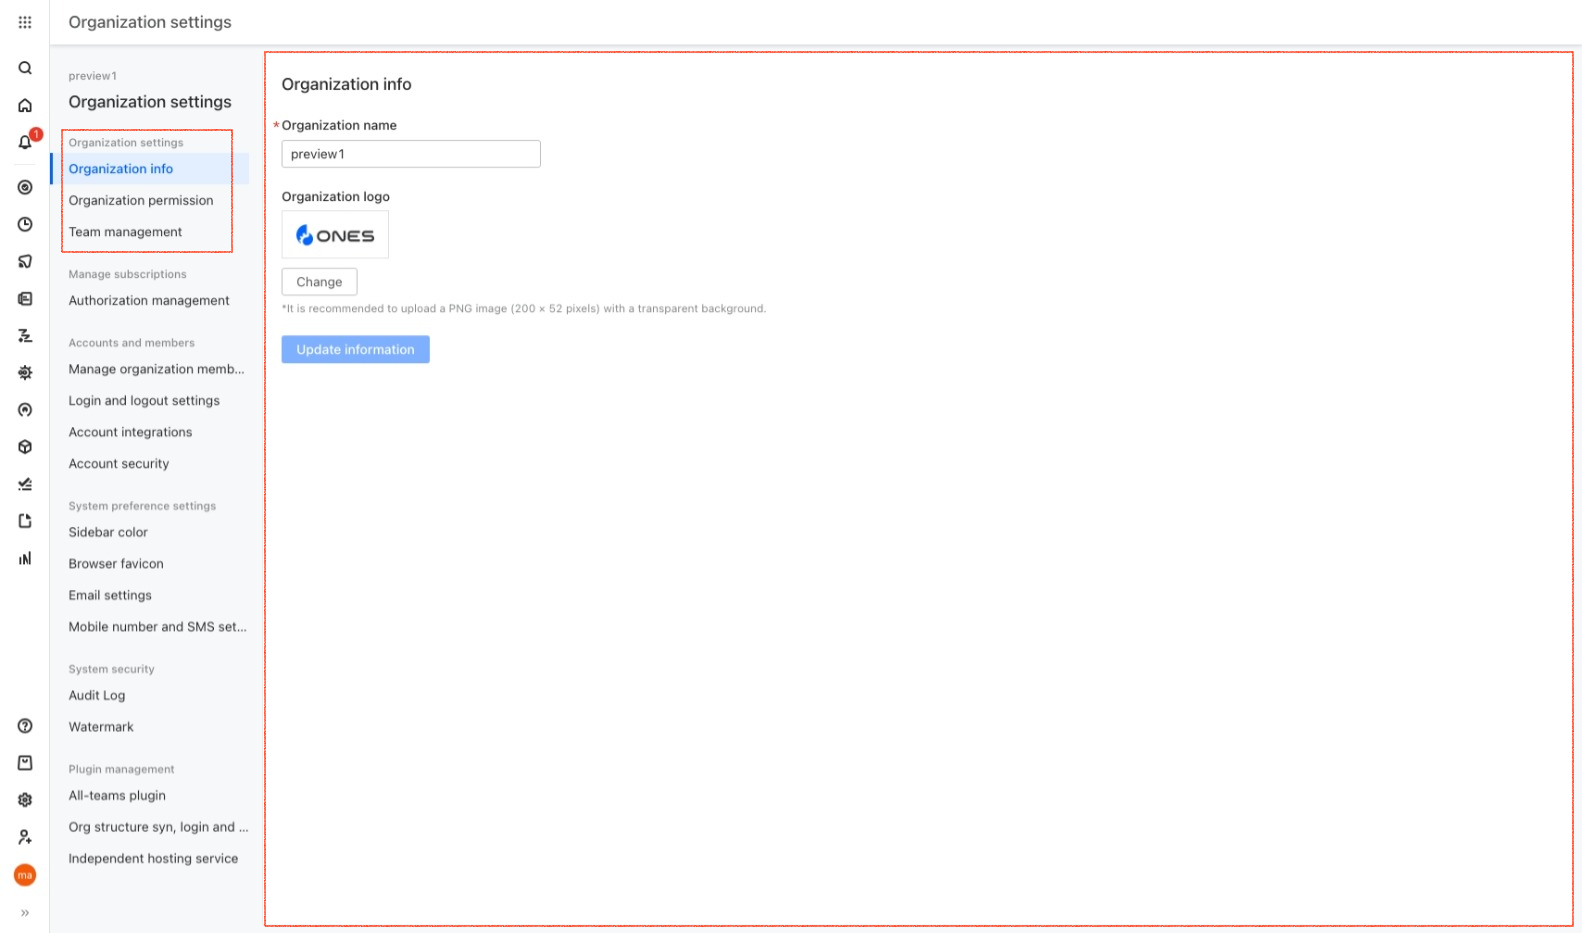 Organization settings
preview1
Organization settings
1
Organization settings
Organization info
Organization permission
Team management
Manage subscriptions
Authorization management
Accounts and members
Manage organization memb...
Login and logout settings
Account integrations
Account security
System preference settings
Sidebar color
Browser favicon
Email settings
Mobile number and SMS set...
System security
Audit Log
Watermark
Plugin management
All-teams plugin
Org structure syn, login and ...
Independent hosting service
ma
Organization info
* Organization name
preview1
Organization logo
ONES
Change
*It is recommended to upload a PNG image (200 × 52 pixels) with a transparent background.
Update information